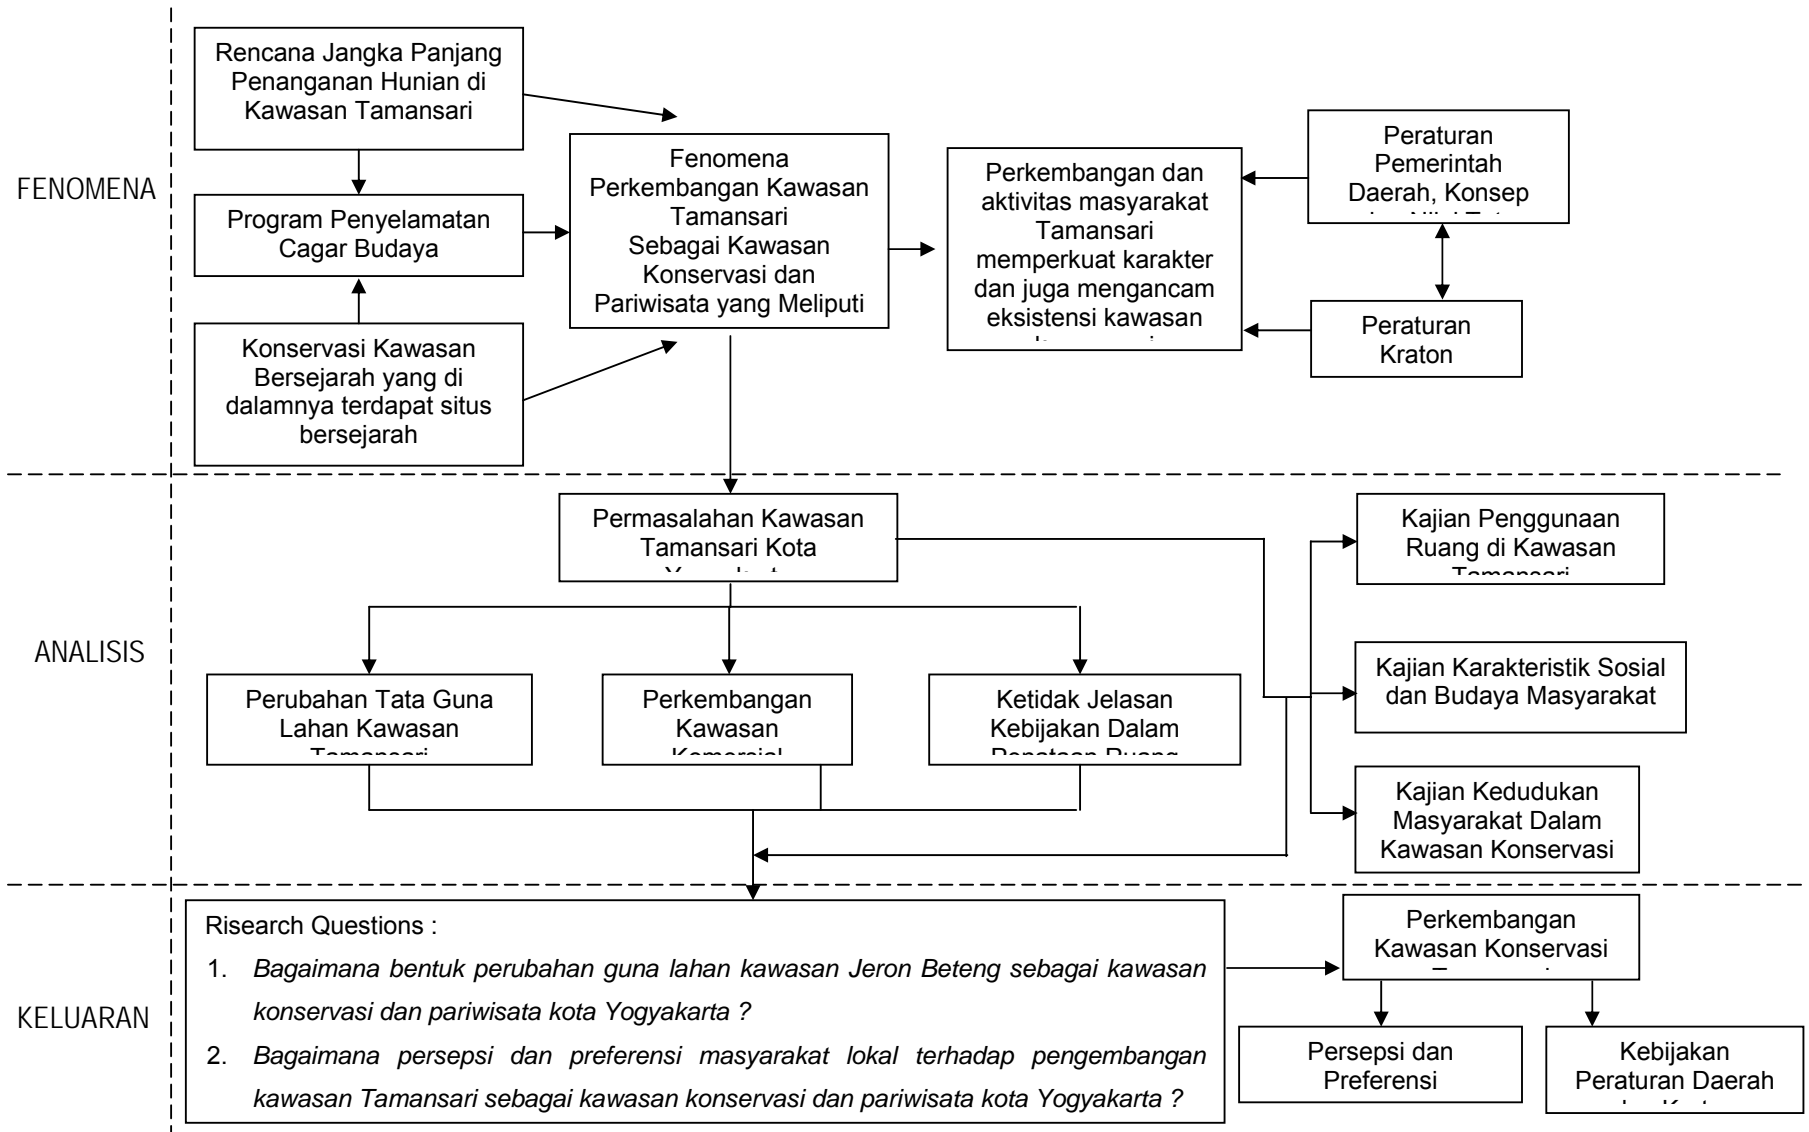 FENOMENA
Rencana Jangka Panjang
Penanganan Hunian di
Kawasan Tamansari
Program Penyelamatan
Cagar Budaya
Konservasi Kawasan
Bersejarah yang di
dalamnya terdapat situs
bersejarah
Fenomena
Perkembangan Kawasan
Tamansari
Sebagai Kawasan
Konservasi dan
Pariwisata yang Meliputi
Perkembangan dan
aktivitas masyarakat
Tamansari
memperkuat karakter
dan juga mengancam
eksistensi kawasan
Peraturan
Pemerintah
Daerah, Konsep
Peraturan
Kraton
ANALISIS
Permasalahan Kawasan
Tamansari Kota
Perubahan Tata Guna
Lahan Kawasan
Tamansari
Perkembangan
Kawasan
Komersial
Ketidak Jelasan
Kebijakan Dalam
Penataan Ruang
Kajian Penggunaan
Ruang di Kawasan
Tamansari
Kajian Karakteristik Sosial
dan Budaya Masyarakat
Kajian Kedudukan
Masyarakat Dalam
Kawasan Konservasi
KELUARAN
Risearch Questions :
1. Bagaimana bentuk perubahan guna lahan kawasan Jeron Beteng sebagai kawasan
konservasi dan pariwisata kota Yogyakarta ?
2. Bagaimana persepsi dan preferensi masyarakat lokal terhadap pengembangan
kawasan Tamansari sebagai kawasan konservasi dan pariwisata kota Yogyakarta ?
Perkembangan
Kawasan Konservasi
Persepsi dan
Preferensi
Kebijakan
Peraturan Daerah